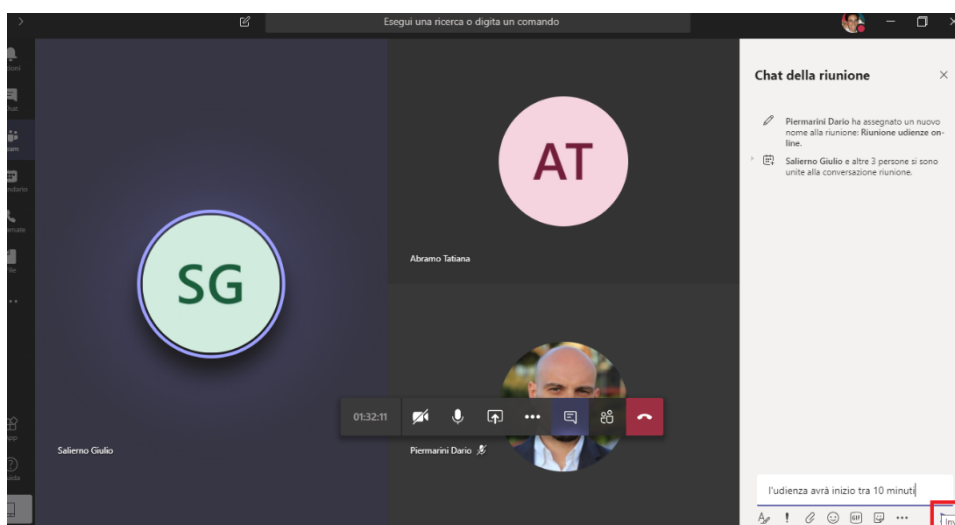 Esegui una ricerca o digita un comando
Chat della riunione
Piermarini Dario ha assegnato un nuovo
nome alla riunione: Riunione udienze on-
line.
Salierno Giulio e altre 3 persone si sono
unite alla conversazione riunione.
AT
Abramo Tatiana
SG
Salierno Giulio
01:32:11
Piermarini Dario
l'udienza avrà inizio tra 10 minuti
GIF